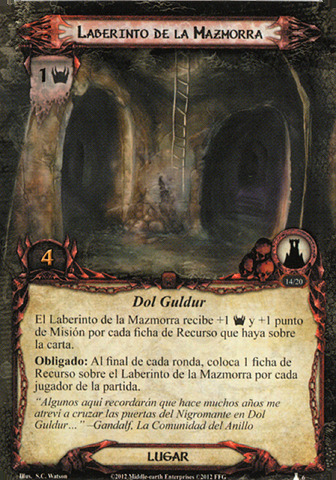 Laberinto de la Mazmorra
1
4
14/20
Dol Guldur
El Laberinto de la Mazmorra recibe +1 y +1 punto
de Misión por cada ficha de Recurso que haya sobre
la carta.
Obligado: Al final de cada ronda, coloca 1 ficha de
Recurso sobre el Laberinto de la Mazmorra por cada
jugador de la partida.
“Algunos aquí recordarán que hace muchos años me
atreví a cruzar las puertas del Nigromante en Dol
Guldur…” –Gandalf, La Comunidad del Anillo
LUGAR
Illus. S.C. Watson ©2012 Middle-earth Enterprises ©2012 FFG